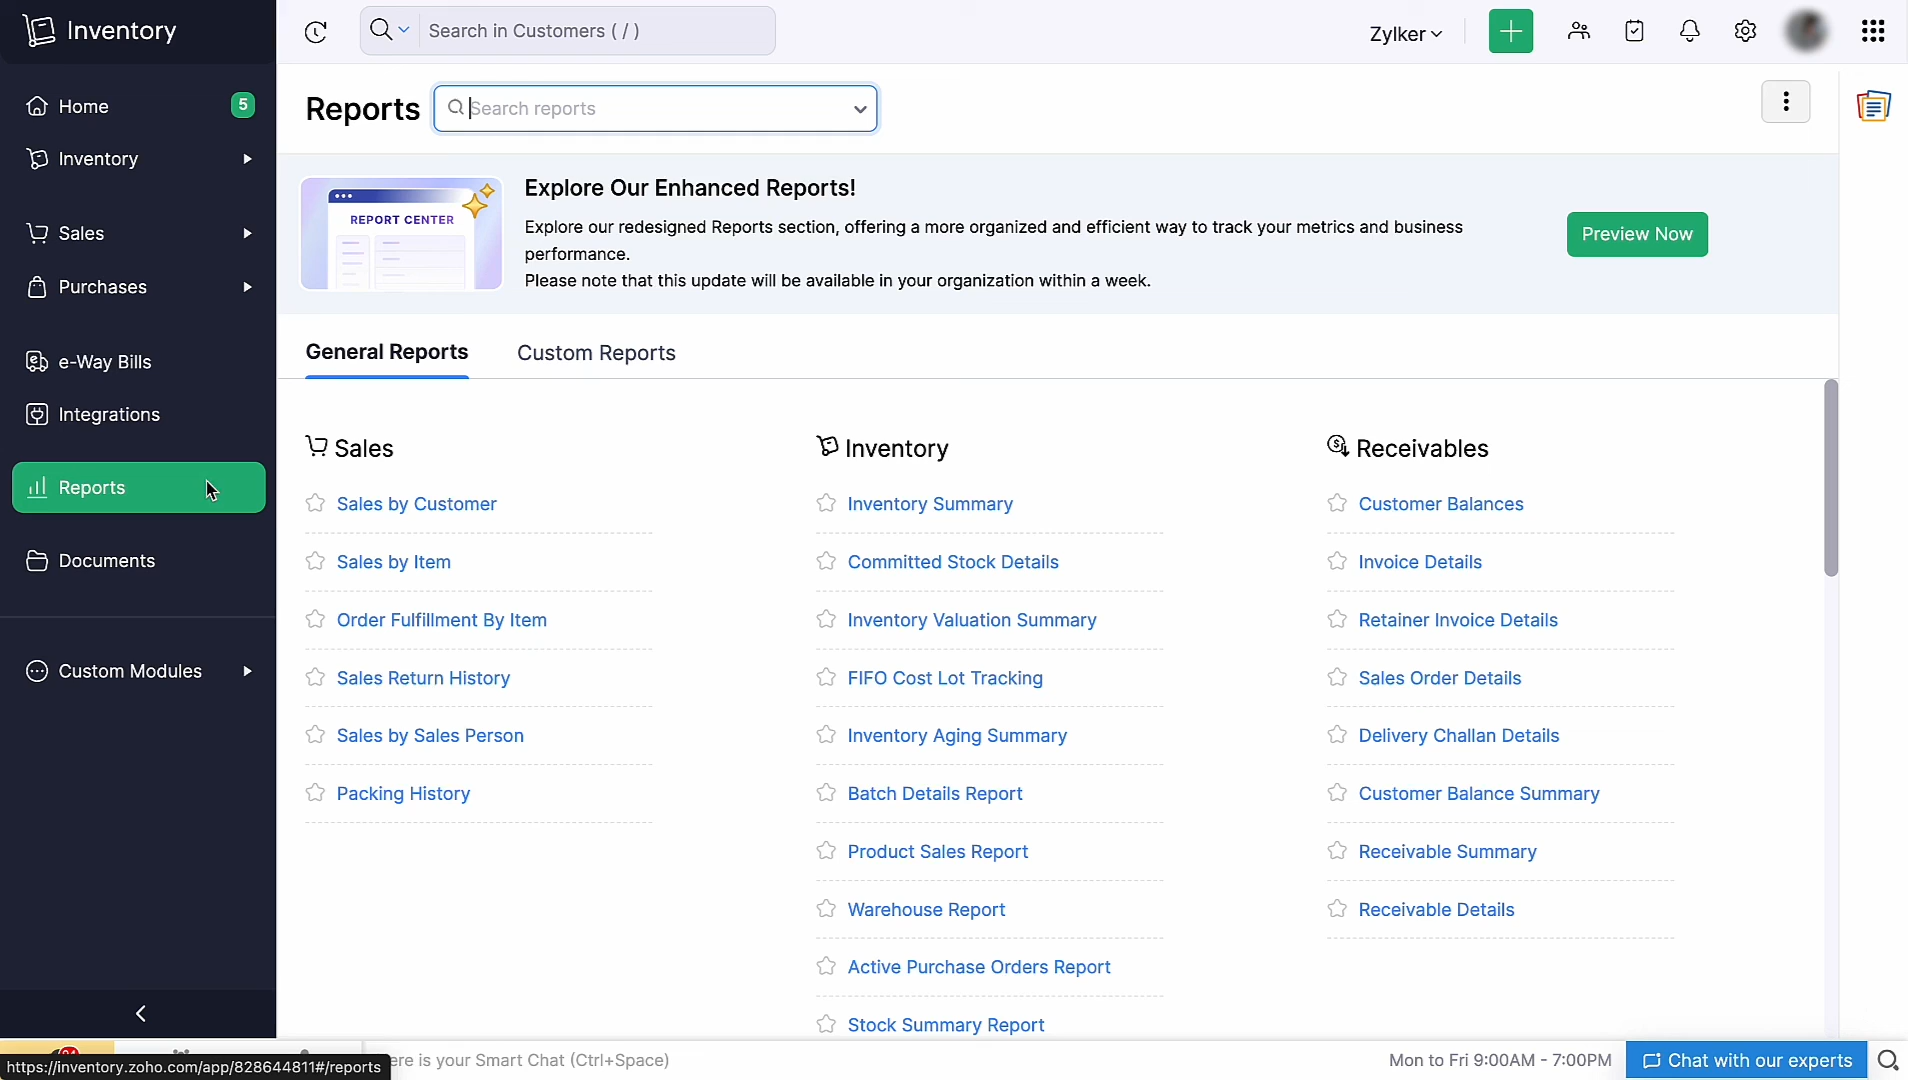 Inventory
Search in Customers ( / )
Zylker
Home
5
Inventory
Sales
Purchases
e-Way Bills
Integrations
Reports
Documents
Custom Modules
Reports
Search reports
REPORT CENTER
Explore Our Enhanced Reports!
Explore our redesigned Reports section, offering a more organized and efficient way to track your metrics and business
performance.
Please note that this update will be available in your organization within a week.
Preview Now
General Reports
Custom Reports
Sales
Sales by Customer
Sales by Item
Order Fulfillment By Item
Sales Return History
Sales by Sales Person
Packing History
Inventory
Inventory Summary
Committed Stock Details
Inventory Valuation Summary
FIFO Cost Lot Tracking
Inventory Aging Summary
Batch Details Report
Product Sales Report
Warehouse Report
Active Purchase Orders Report
Stock Summary Report
Receivables
Customer Balances
Invoice Details
Retainer Invoice Details
Sales Order Details
Delivery Challan Details
Customer Balance Summary
Receivable Summary
Receivable Details
https://inventory.zoho.com/app/828644811#/reports
ere is your Smart Chat (Ctrl+Space)
Mon to Fri 9:00AM - 7:00PM
Chat with our experts